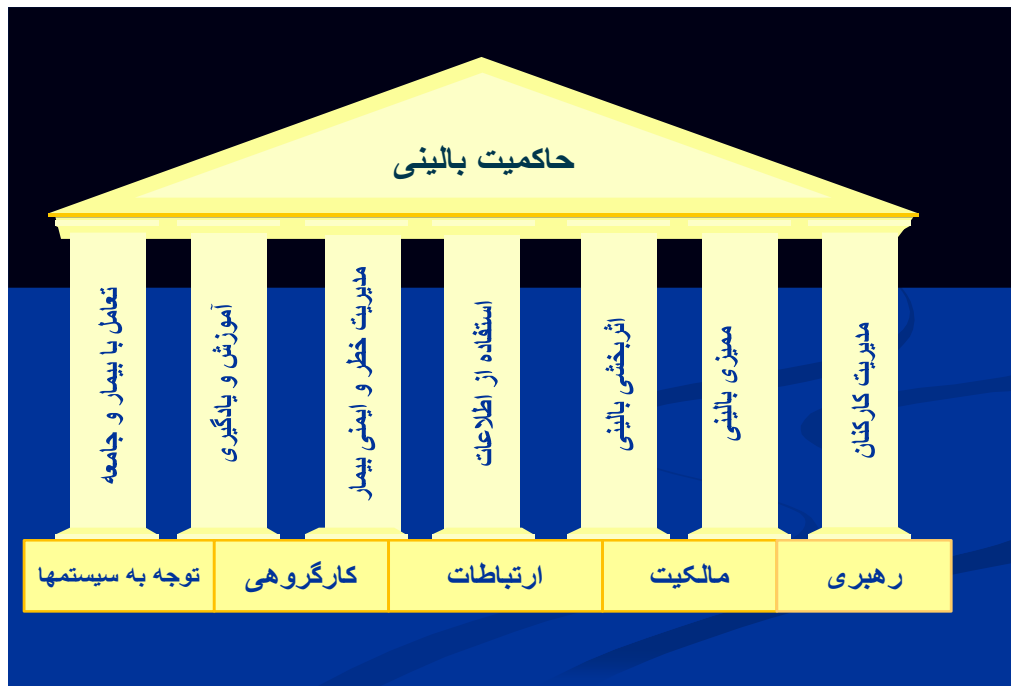 حاکمیت بالینی
مدیریت کارکنان
ممیزی بالینی
اثربخشی بالینی
استفاده از اطلاعات
مدیریت خطر و ایمنی بیمار
آموزش و یادگیری
تعامل با بیمار و جامعه
رهبری
مالکیت
ارتباطات
کارگروهی
توجه به سیستمها